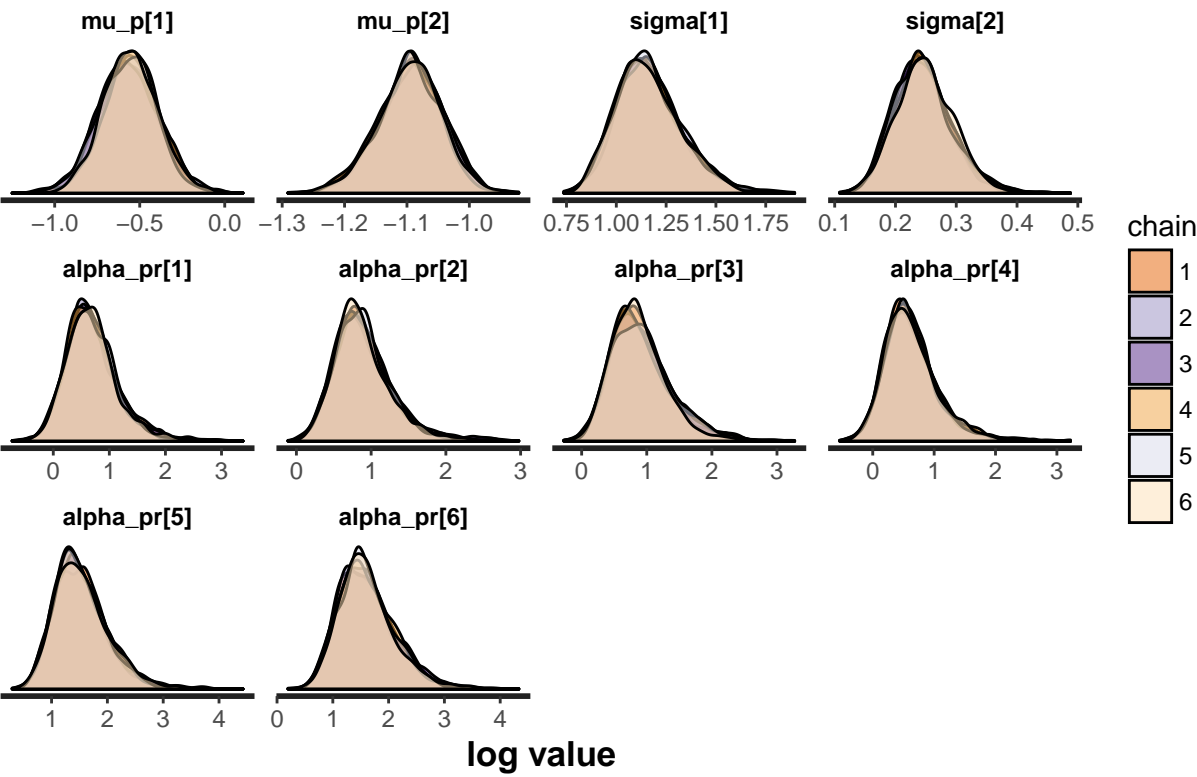 mu_p[1] mu_p[2] sigma[1] sigma[2]
−1.0 −0.5 0.0 −1.3 −1.2 −1.1 −1.0 0.75 1.00 1.25 1.50 1.75 0.1 0.2 0.3 0.4 0.5
alpha_pr[1] alpha_pr[2] alpha_pr[3] alpha_pr[4]
0 1 2 3 0 1 2 3 0 1 2 3 0 1 2 3
alpha_pr[5] alpha_pr[6]
1 2 3 4 0 1 2 3 4
log value
chain
1
2
3
4
5
6